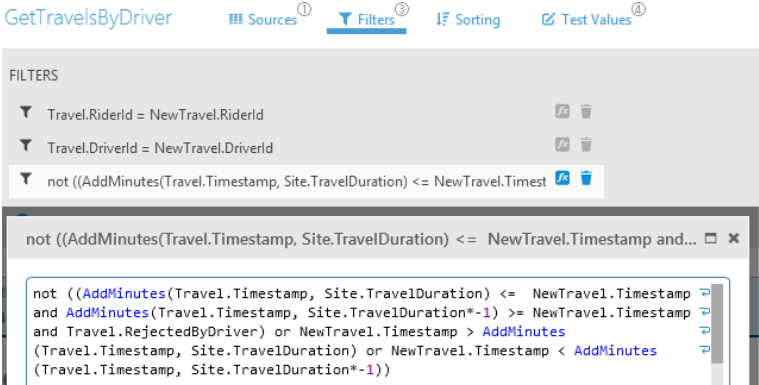 GetTravelsByDriver Sources 1 Filters 3 Sorting Test Values 4
FILTERS
Travel.RiderId = NewTravel.RiderId fx
Travel.DriverId = NewTravel.DriverId fx
not ((AddMinutes(Travel.Timestamp, Site.TravelDuration) <= NewTravel.Timest fx
not ((AddMinutes(Travel.Timestamp, Site.TravelDuration) <= NewTravel.Timestamp and...
not ((AddMinutes(Travel.Timestamp, Site.TravelDuration) <= NewTravel.Timestamp
and AddMinutes(Travel.Timestamp, Site.TravelDuration*-1) >= NewTravel.Timestamp
and Travel.RejectedByDriver) or NewTravel.Timestamp > AddMinutes
(Travel.Timestamp, Site.TravelDuration) or NewTravel.Timestamp < AddMinutes
(Travel.Timestamp, Site.TravelDuration*-1))